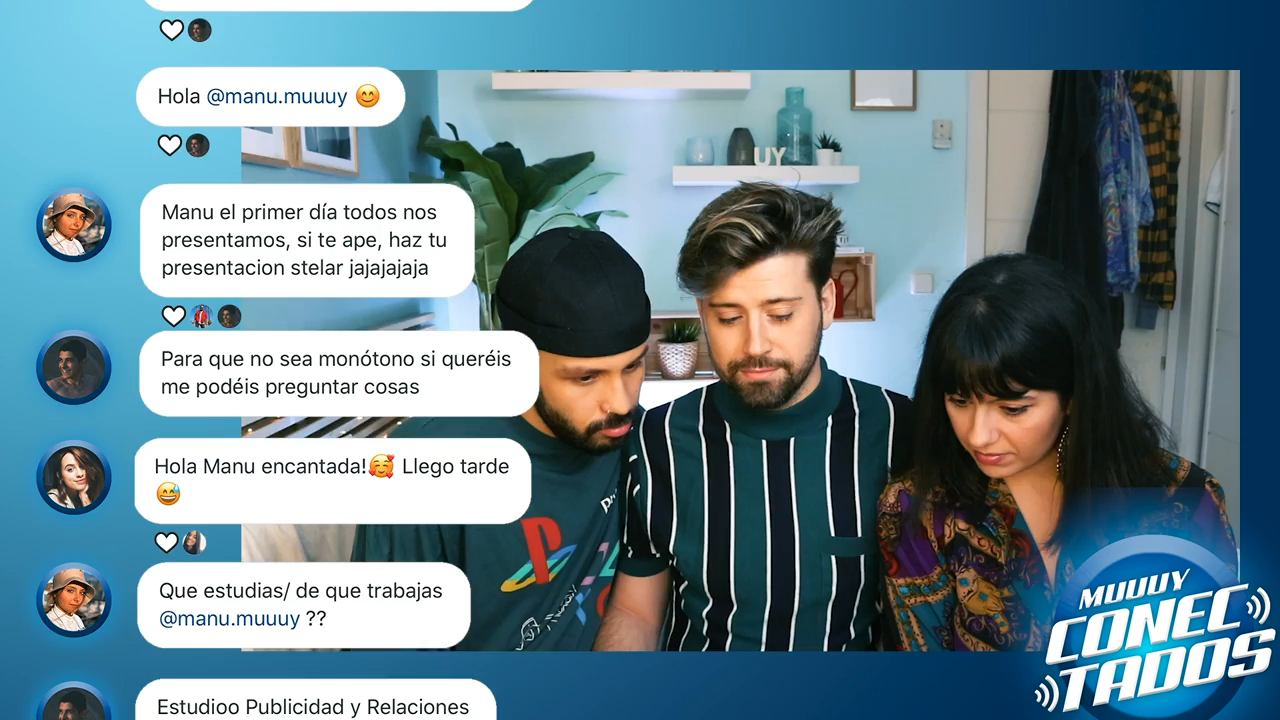 Hola @manu.muuuy 😊
Manu el primer día todos nos
presentamos, si te ape, haz tu
presentacion stelar jajajajaja
Para que no sea monótono si queréis
me podéis preguntar cosas
Hola Manu encantada!🥰 Llego tarde
😅
Que estudias/ de que trabajas
@manu.muuuy ??
Estudioo Publicidad y Relaciones
UY
MUUUY
CONEC
TADOS